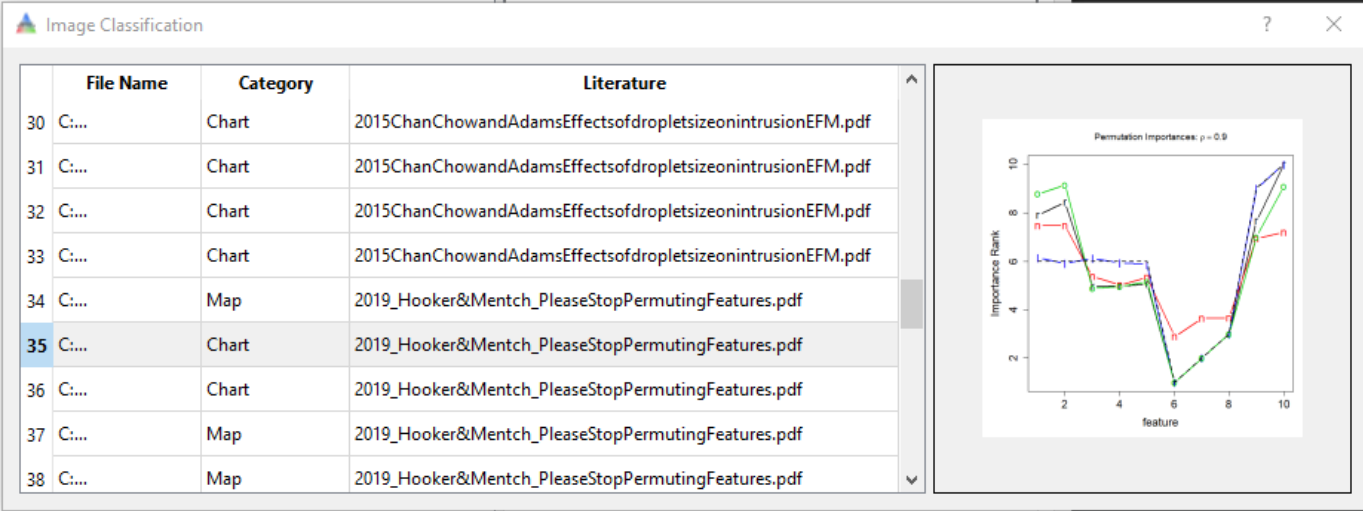 Image Classification ? ×
File Name Category Literature
30 C:... Chart 2015ChanChowandAdamsEffectsofdropletsizeonintrusionEFM.pdf
31 C:... Chart 2015ChanChowandAdamsEffectsofdropletsizeonintrusionEFM.pdf
32 C:... Chart 2015ChanChowandAdamsEffectsofdropletsizeonintrusionEFM.pdf
33 C:... Chart 2015ChanChowandAdamsEffectsofdropletsizeonintrusionEFM.pdf
34 C:... Map 2019_Hooker&Mentch_PleaseStopPermutingFeatures.pdf
35 C:... Chart 2019_Hooker&Mentch_PleaseStopPermutingFeatures.pdf
36 C:... Chart 2019_Hooker&Mentch_PleaseStopPermutingFeatures.pdf
37 C:... Map 2019_Hooker&Mentch_PleaseStopPermutingFeatures.pdf
38 C:... Map 2019_Hooker&Mentch_PleaseStopPermutingFeatures.pdf
Permutation Importances: ρ = 0.9
Importance Rank
10
8
6
4
2
2 4 6 8 10
feature